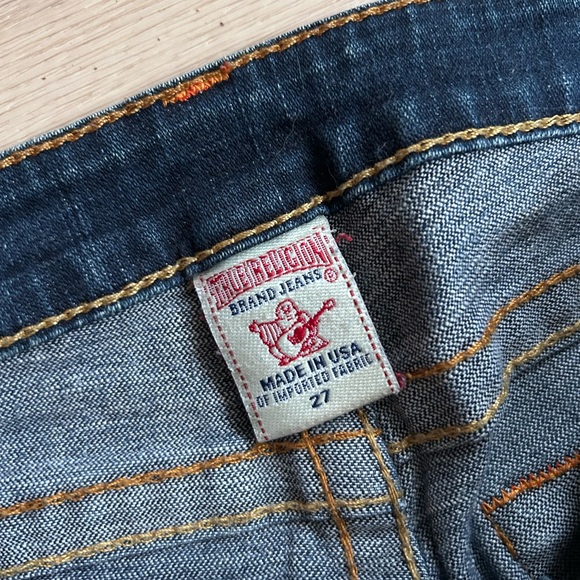 TRUE RELIGION
BRAND JEANS ®
MADE IN USA
OF IMPORTED FABRIC
27